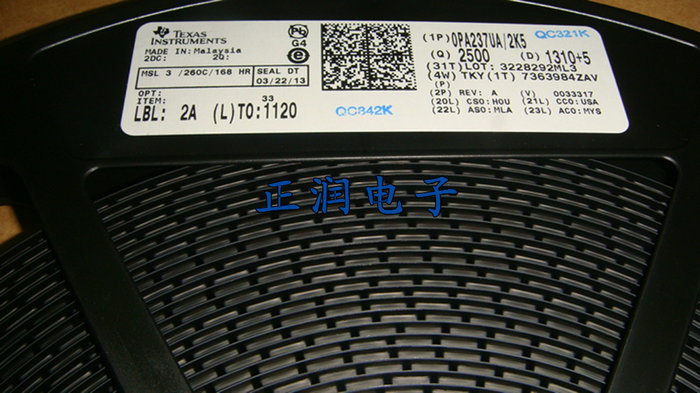 TEXAS
INSTRUMENTS
MADE IN: Malaysia
2DC: 2Q:
MSL 3 /260C/168 HR SEAL DT
03/22/13
OPT:
ITEM: 33
LBL: 2A (L)TO:1120
Pb
G4
(1P) OPA237UA/2K5 QC321K
(Q) 2500 (D) 1310+5
(31T)LOT: 3228292ML3
(4W) TKY(1T) 7363984ZAV
(P)
(2P) REV: A (V) 0033317
(20L) CSO:HOU (21L) CCO:USA
(22L) ASO:MLA (23L) ACO:MYS
QC842K
正润电子